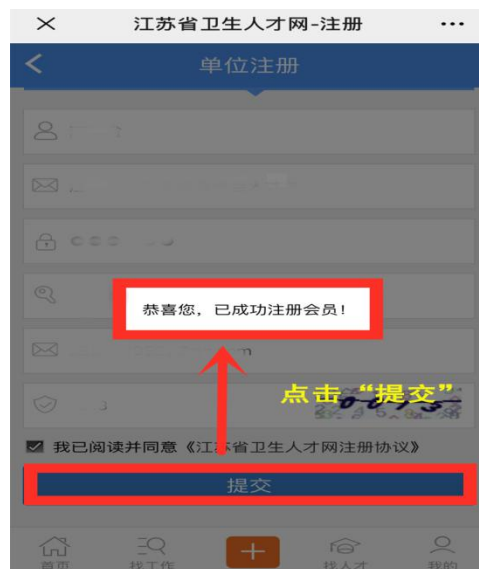 江苏省卫生人才网-注册
单位注册
恭喜您，已成功注册会员！
点击“提交”
我已阅读并同意《江苏省卫生人才网注册协议》
提交
首页 找工作 找人才 我的